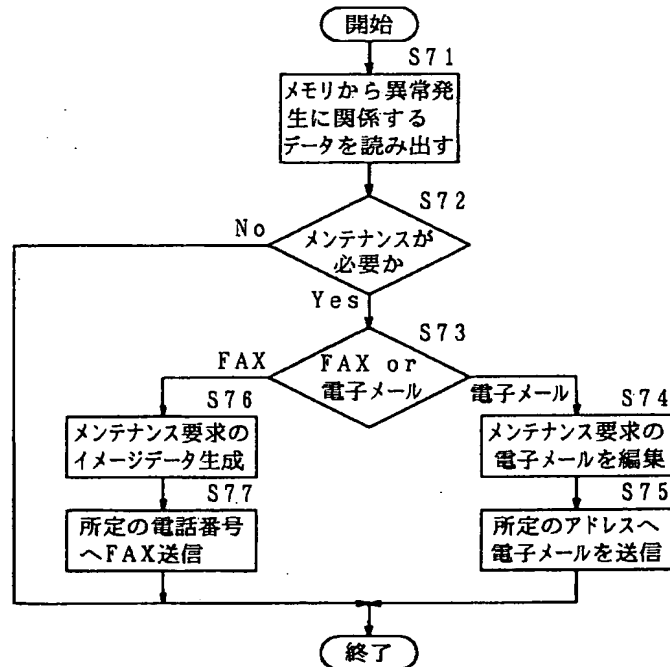 開始
S71
メモリから異常発
生に関係する
データを読み出す
S72
No
メンテナンスが
必要か
Yes
S73
FAX
FAX or
電子メール
電子メール
S76
メンテナンス要求の
イメージデータ生成
S77
所定の電話番号
へFAX送信
S74
メンテナンス要求の
電子メールを編集
S75
所定のアドレスへ
電子メールを送信
終了